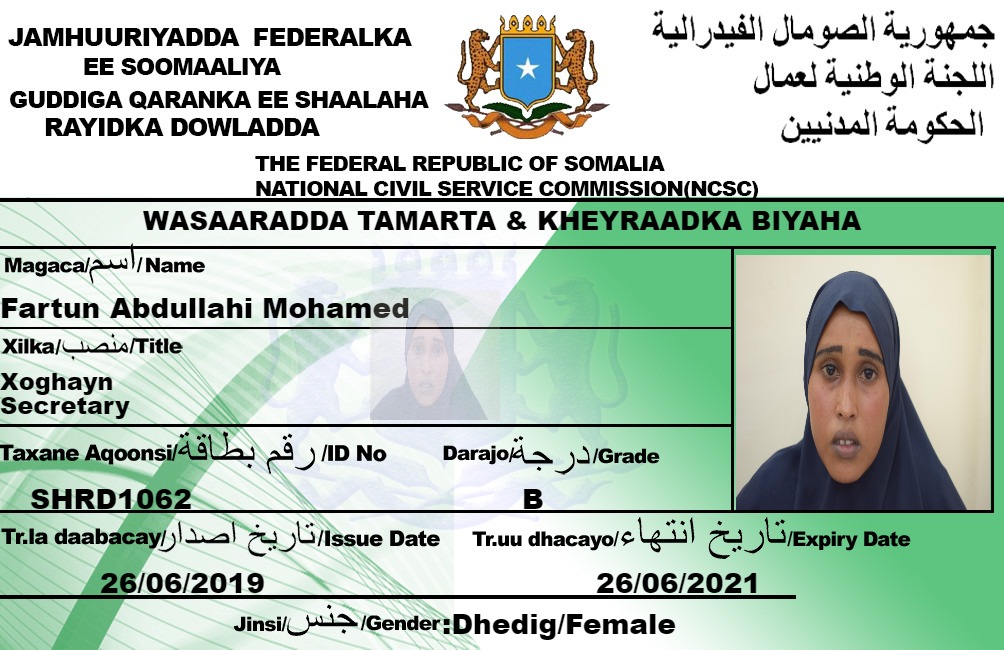 JAMHUURIYADDA FEDERALKA
EE SOOMAALIYA
GUDDIGA QARANKA EE SHAALAHA
RAYIDKA DOWLADDA
جمهورية الصومال الفيدرالية
اللجنة الوطنية لعمال
الحكومة المدنيين
THE FEDERAL REPUBLIC OF SOMALIA
NATIONAL CIVIL SERVICE COMMISSION(NCSC)
WASAARADDA TAMARTA & KHEYRAADKA BIYAHA
Magaca/اسم/Name
Fartun Abdullahi Mohamed
Xilka/منصب/Title
Xoghayn
Secretary
Taxane Aqoonsi/رقم بطاقة/ID No Darajo/درجة/Grade
SHRD1062 B
Tr.la daabacay/تاريخ اصدار/Issue Date Tr.uu dhacayo/تاريخ انتهاء/Expiry Date
26/06/2019 26/06/2021
Jinsi/جنس/Gender:Dhedig/Female